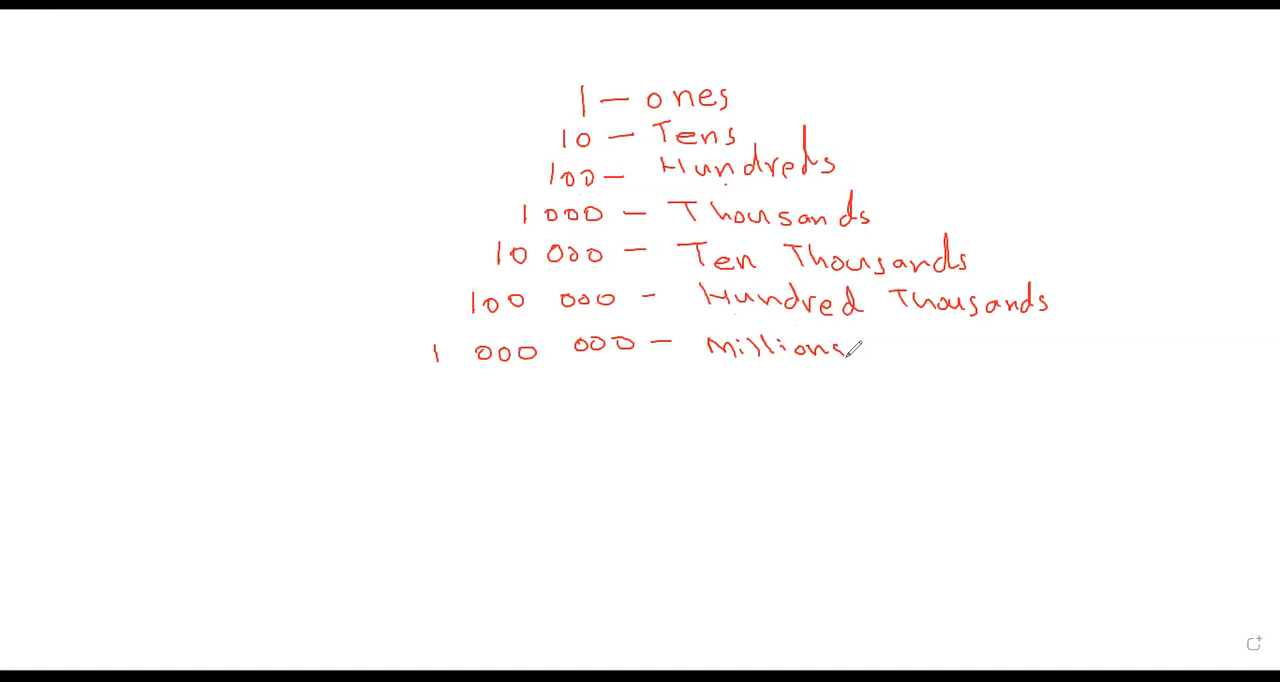 1 - ones
10 - Tens
100 - Hundreds
1 000 - Thousands
10 000 - Ten Thousands
100 000 - Hundred Thousands
1 000 000 - Millions